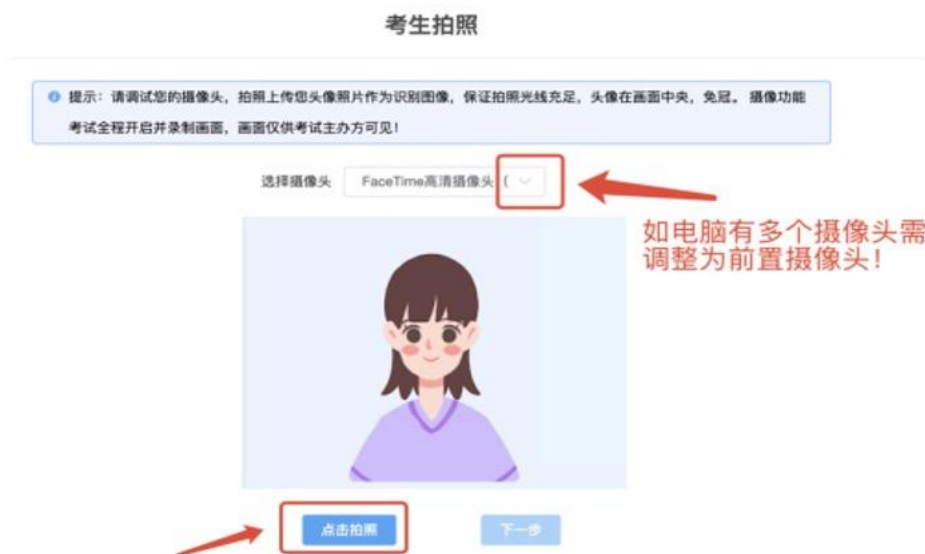 考生拍照
提示：请调试您的摄像头，拍照上传您头像照片作为识别图像，保证拍照光线充足，头像在画面中央，免冠。摄像功能
考试全程开启并录制画面，画面仅供考试主办方可见！
选择摄像头 FaceTime高清摄像头（
如电脑有多个摄像头需
调整为前置摄像头！
点击拍照 下一步